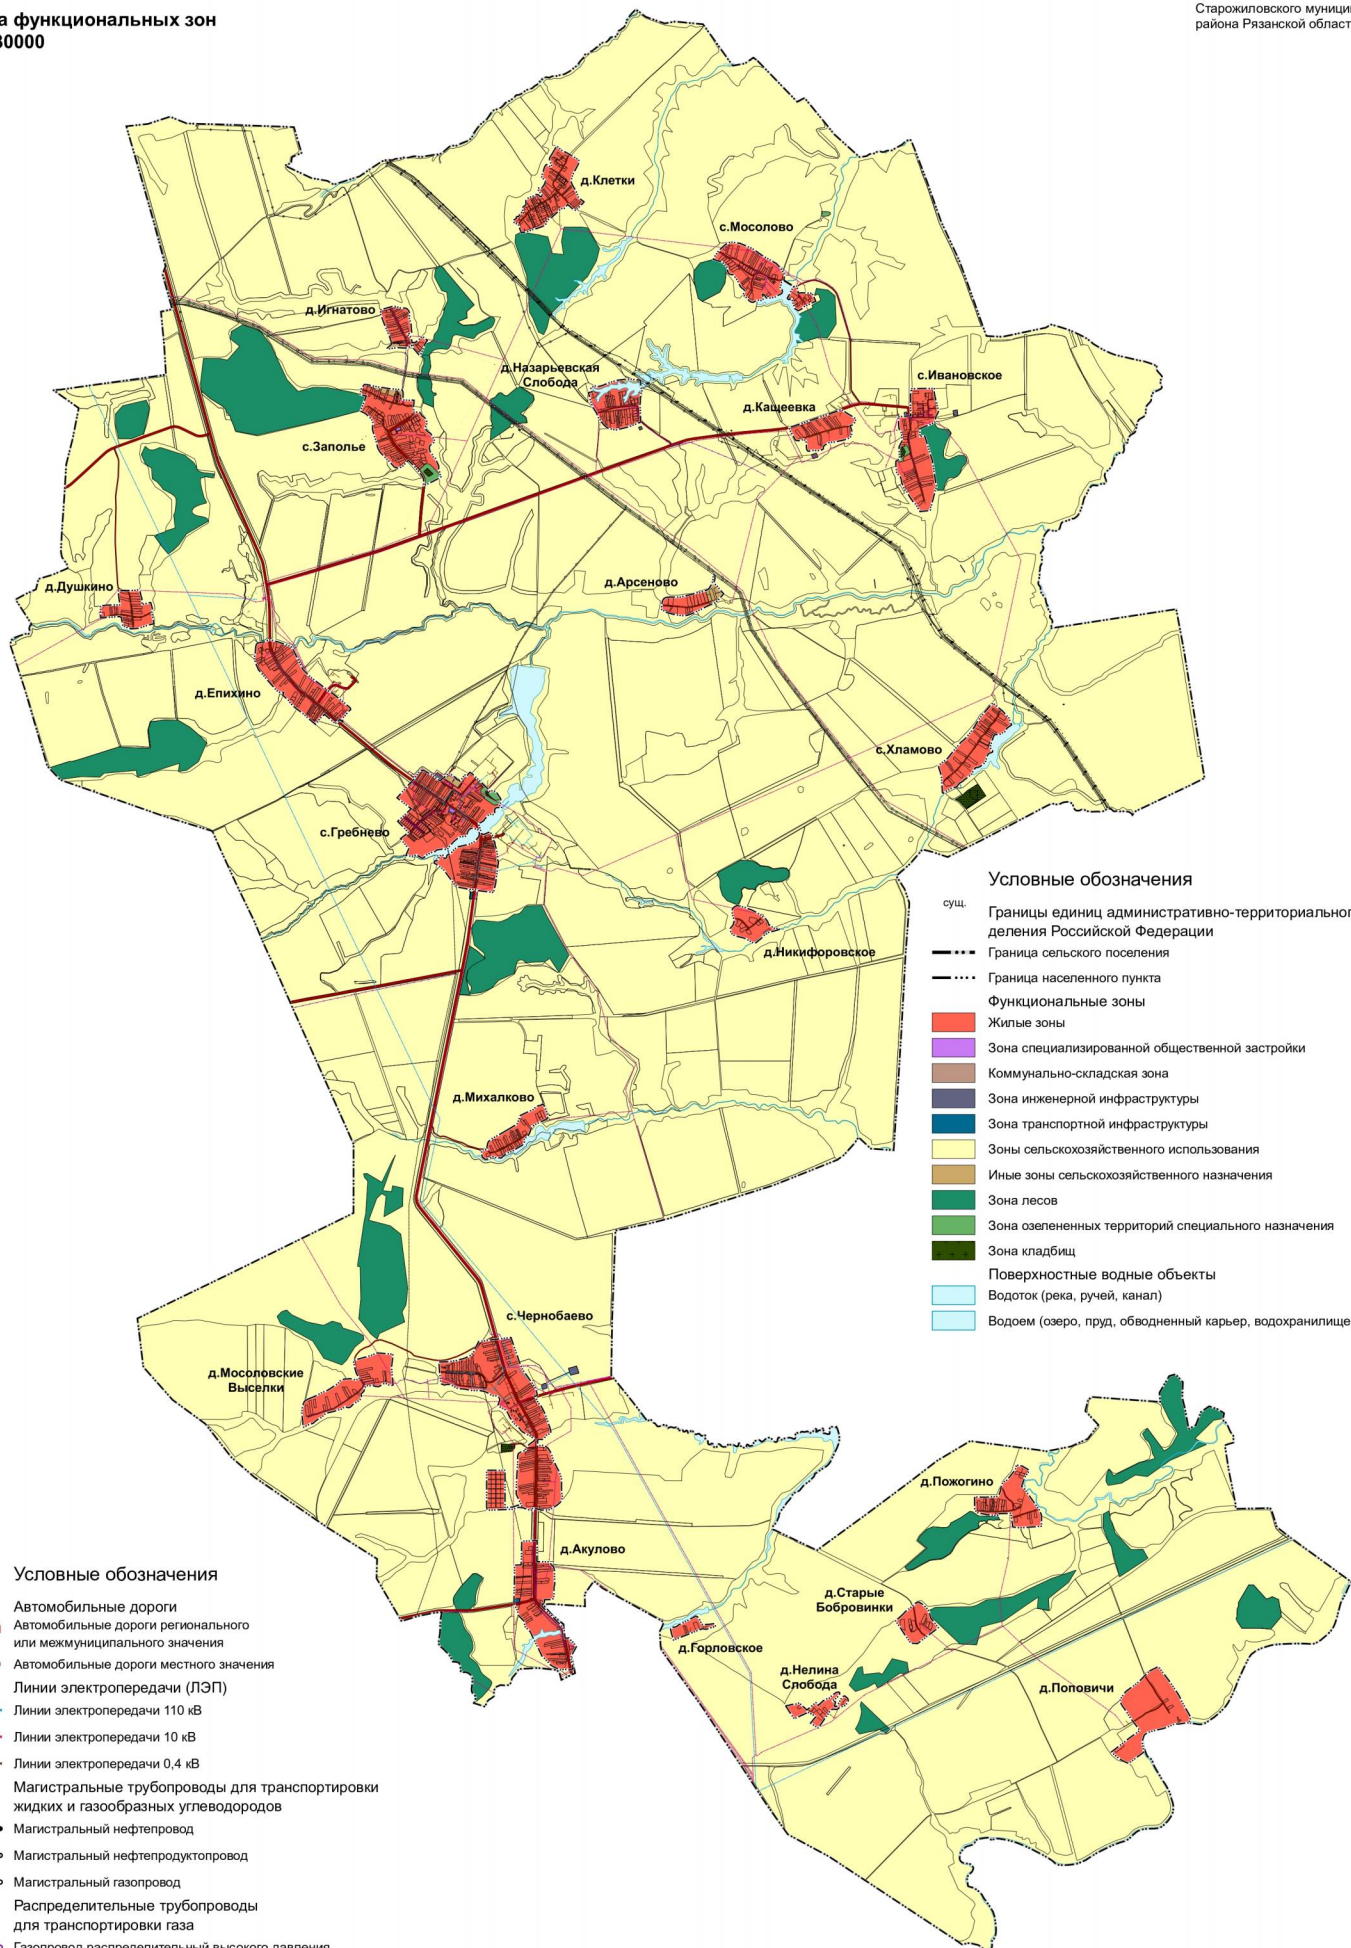 а функциональных зон
30000
Старожиловского муници
района Рязанской област
д.Клетки
с.Мосолово
д.Игнатово
д.Назарьевская
Слобода
с.Ивановское
д.Кащеевка
с.Заполье
д.Душкино
д.Арсеново
д.Епихино
с.Хламово
с.Гребнево
д.Никифоровское
д.Михалково
с.Чернобаево
д.Мосоловские
Выселки
д.Пожогино
д.Акулово
д.Старые
Бобровинки
д.Горловское
д.Нелина
Слобода
д.Поповичи
Условные обозначения
сущ.
Границы единиц административно-территориальног
деления Российской Федерации
Граница сельского поселения
Граница населенного пункта
Функциональные зоны
Жилые зоны
Зона специализированной общественной застройки
Коммунально-складская зона
Зона инженерной инфраструктуры
Зона транспортной инфраструктуры
Зоны сельскохозяйственного использования
Иные зоны сельскохозяйственного назначения
Зона лесов
Зона озелененных территорий специального назначения
Зона кладбищ
Поверхностные водные объекты
Водоток (река, ручей, канал)
Водоем (озеро, пруд, обводненный карьер, водохранилище
Условные обозначения
Автомобильные дороги
Автомобильные дороги регионального
или межмуниципального значения
Автомобильные дороги местного значения
Линии электропередачи (ЛЭП)
Линии электропередачи 110 кВ
Линии электропередачи 10 кВ
Линии электропередачи 0,4 кВ
Магистральные трубопроводы для транспортировки
жидких и газообразных углеводородов
Магистральный нефтепровод
Магистральный нефтепродуктопровод
Магистральный газопровод
Распределительные трубопроводы
для транспортировки газа
Газопровод распределительный высокого давления